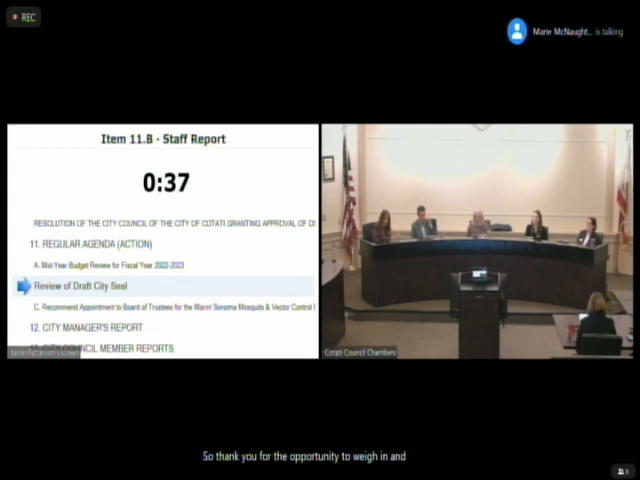 REC
Marie McNaught... is talking
Item 11.B - Staff Report
0:37
RESOLUTION OF THE CITY COUNCIL OF THE CITY OF COTATI GRANTING APPROVAL OF DI
11. REGULAR AGENDA (ACTION)
A. Mid-Year Budget Review for Fiscal Year 2022-2023
Review of Draft City Seal
C. Recommend Appointment to Board of Trustees for the Marin/ Sonoma Mosquito & Vector Control
12. CITY MANAGER'S REPORT
COUNCIL MEMBER REPORTS
Kevin Patterson's screen
Cotati Council Chambers
So thank you for the opportunity to weigh in and